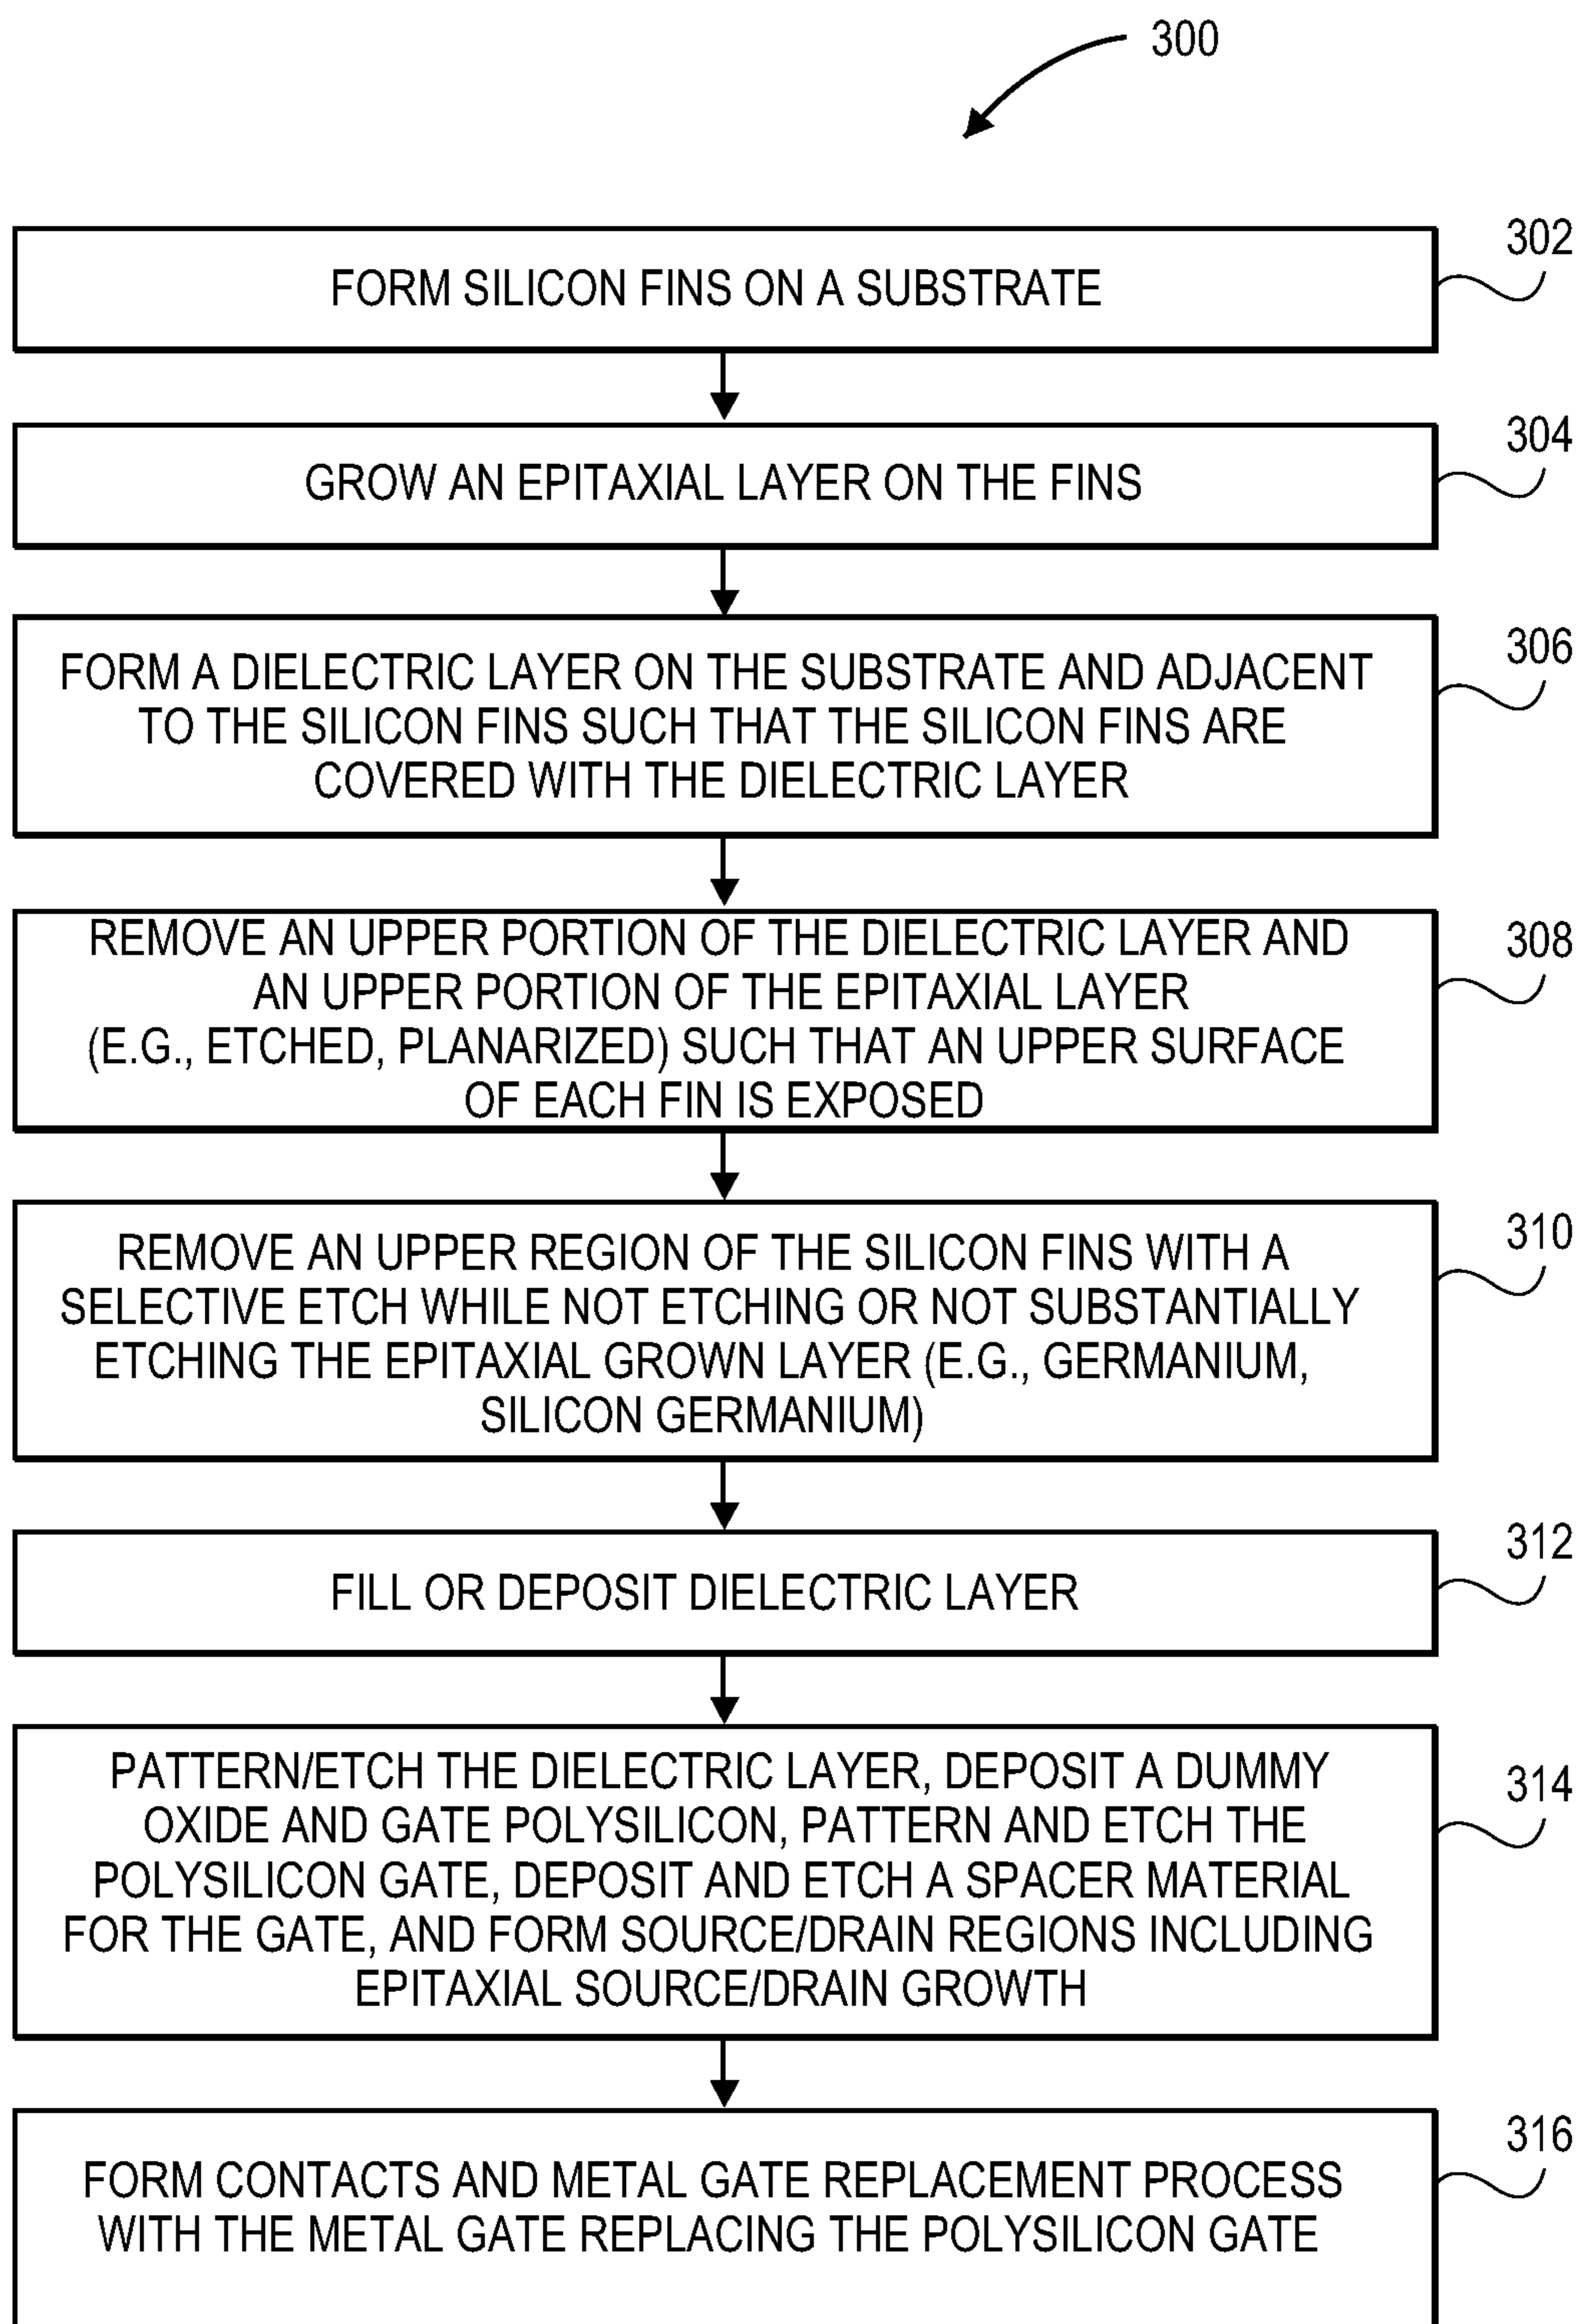 300
302
FORM SILICON FINS ON A SUBSTRATE
304
GROW AN EPITAXIAL LAYER ON THE FINS
306
FORM A DIELECTRIC LAYER ON THE SUBSTRATE AND ADJACENT
TO THE SILICON FINS SUCH THAT THE SILICON FINS ARE
COVERED WITH THE DIELECTRIC LAYER
308
REMOVE AN UPPER PORTION OF THE DIELECTRIC LAYER AND
AN UPPER PORTION OF THE EPITAXIAL LAYER
(E.G., ETCHED, PLANARIZED) SUCH THAT AN UPPER SURFACE
OF EACH FIN IS EXPOSED
310
REMOVE AN UPPER REGION OF THE SILICON FINS WITH A
SELECTIVE ETCH WHILE NOT ETCHING OR NOT SUBSTANTIALLY
ETCHING THE EPITAXIAL GROWN LAYER (E.G., GERMANIUM,
SILICON GERMANIUM)
312
FILL OR DEPOSIT DIELECTRIC LAYER
314
PATTERN/ETCH THE DIELECTRIC LAYER, DEPOSIT A DUMMY
OXIDE AND GATE POLYSILICON, PATTERN AND ETCH THE
POLYSILICON GATE, DEPOSIT AND ETCH A SPACER MATERIAL
FOR THE GATE, AND FORM SOURCE/DRAIN REGIONS INCLUDING
EPITAXIAL SOURCE/DRAIN GROWTH
316
FORM CONTACTS AND METAL GATE REPLACEMENT PROCESS
WITH THE METAL GATE REPLACING THE POLYSILICON GATE